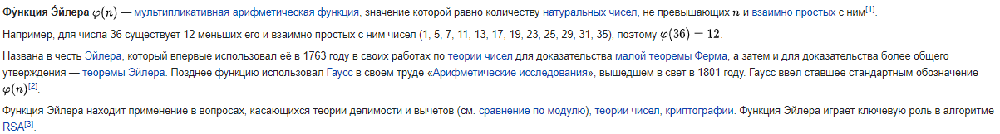 Фу́нкция Э́йлера φ(n) — мультипликативная арифметическая функция, значение которой равно количеству натуральных чисел, не превышающих n и взаимно простых с ним[1].
Например, для числа 36 существует 12 меньших его и взаимно простых с ним чисел (1, 5, 7, 11, 13, 17, 19, 23, 25, 29, 31, 35), поэтому φ(36) = 12.
Названа в честь Эйлера, который впервые использовал её в 1763 году в своих работах по теории чисел для доказательства малой теоремы Ферма, а затем и для доказательства более общего
утверждения — теоремы Эйлера. Позднее функцию использовал Гаусс в своем труде «Арифметические исследования», вышедшем в свет в 1801 году. Гаусс ввёл ставшее стандартным обозначение
φ(n)[2].
Функция Эйлера находит применение в вопросах, касающихся теории делимости и вычетов (см. сравнение по модулю), теории чисел, криптографии. Функция Эйлера играет ключевую роль в алгоритме
RSA[3].